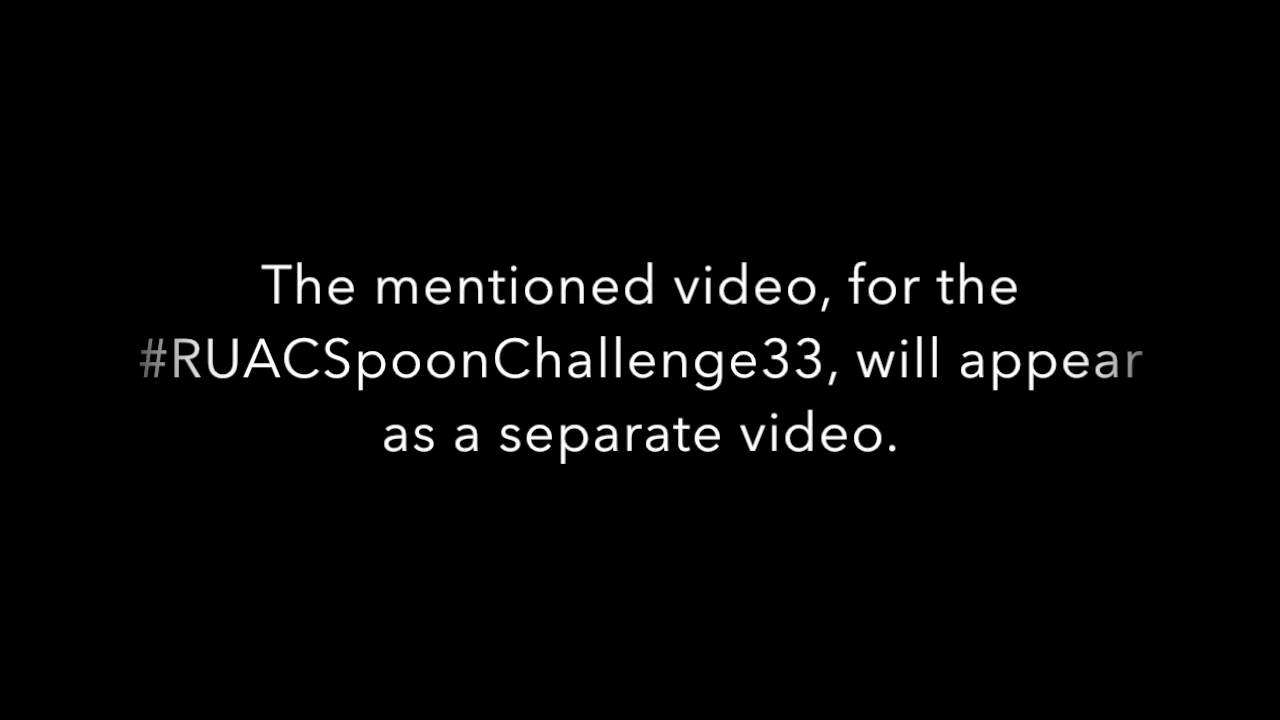 The mentioned video, for the
#RUACSpoonChallenge33, will appear
as a separate video.